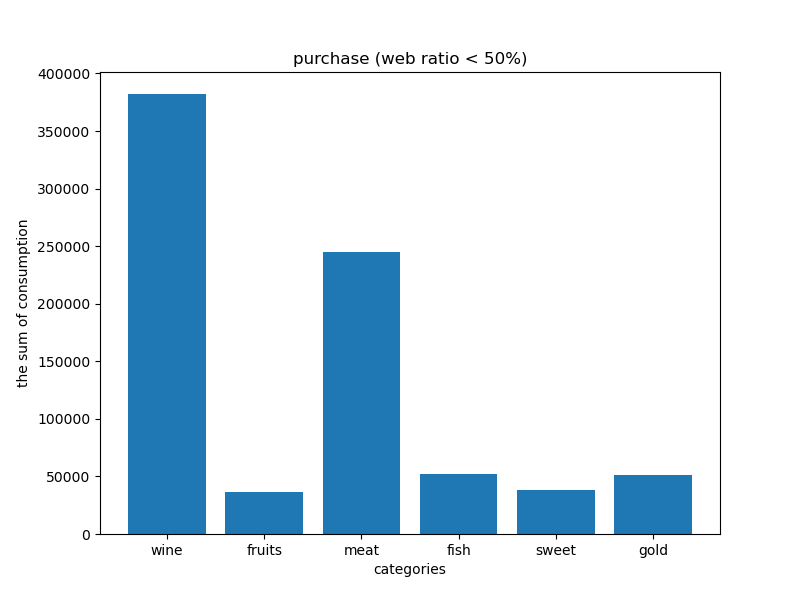 purchase (web ratio < 50%)
400000
350000
300000
250000
200000
150000
100000
50000
0
the sum of consumption
wine fruits meat fish sweet gold
categories